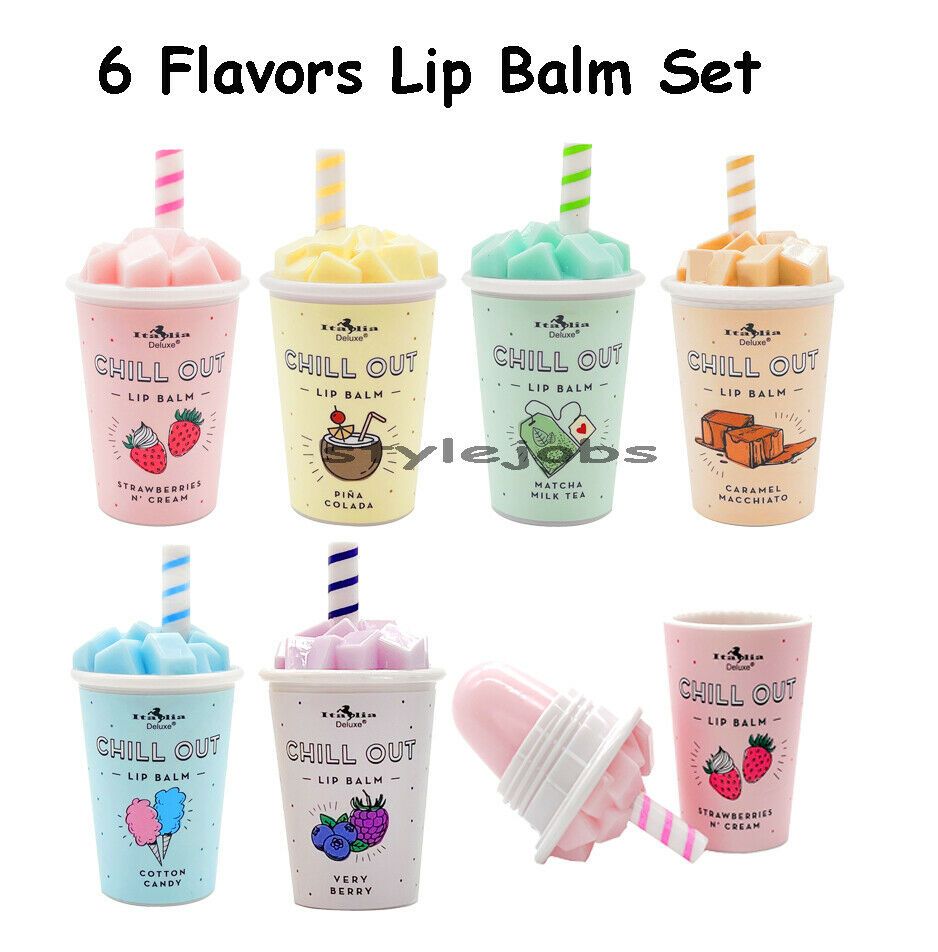 6 Flavors Lip Balm Set
Italia
Deluxe®
CHILL OUT
LIP BALM
STRAWBERRIES
N' CREAM
Italia
Deluxe®
CHILL OUT
LIP BALM
PIÑA
COLADA
Italia
Deluxe®
CHILL OUT
LIP BALM
MATCHA
MILK TEA
Italia
Deluxe®
CHILL OUT
LIP BALM
CARAMEL
MACCHIATO
stylejobs
Italia
Deluxe®
CHILL OUT
LIP BALM
COTTON
CANDY
Italia
Deluxe®
CHILL OUT
LIP BALM
VERY
BERRY
Italia
Deluxe®
CHILL OUT
LIP BALM
STRAWBERRIES
N' CREAM